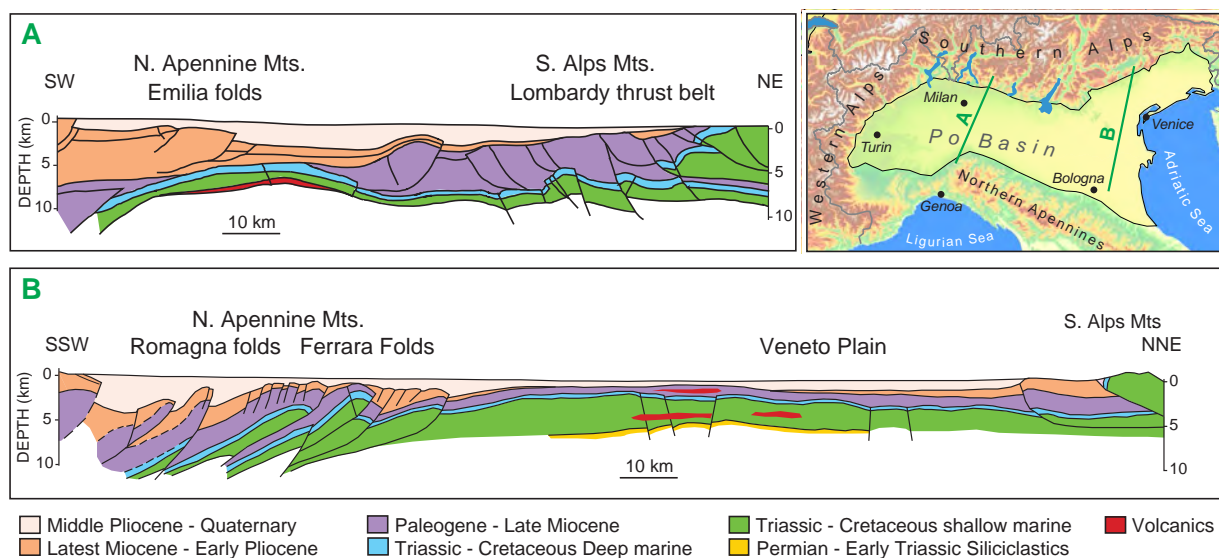 A
SW
N. Apennine Mts.
Emilia folds
S. Alps Mts.
Lombardy thrust belt
NE
DEPTH (km)
0
5
10
0
5
10
10 km
Southern Alps
Western Alps
Milan
A
B
Venice
Turin
Po Basin
Bologna
Genoa
Northern Apennines
Adriatic Sea
Ligurian Sea
B
SSW
N. Apennine Mts.
Romagna folds
Ferrara Folds
Veneto Plain
S. Alps Mts
NNE
DEPTH (km)
0
5
10
0
5
10
10 km
Middle Pliocene - Quaternary
Latest Miocene - Early Pliocene
Paleogene - Late Miocene
Triassic - Cretaceous Deep marine
Triassic - Cretaceous shallow marine
Permian - Early Triassic Siliciclastics
Volcanics